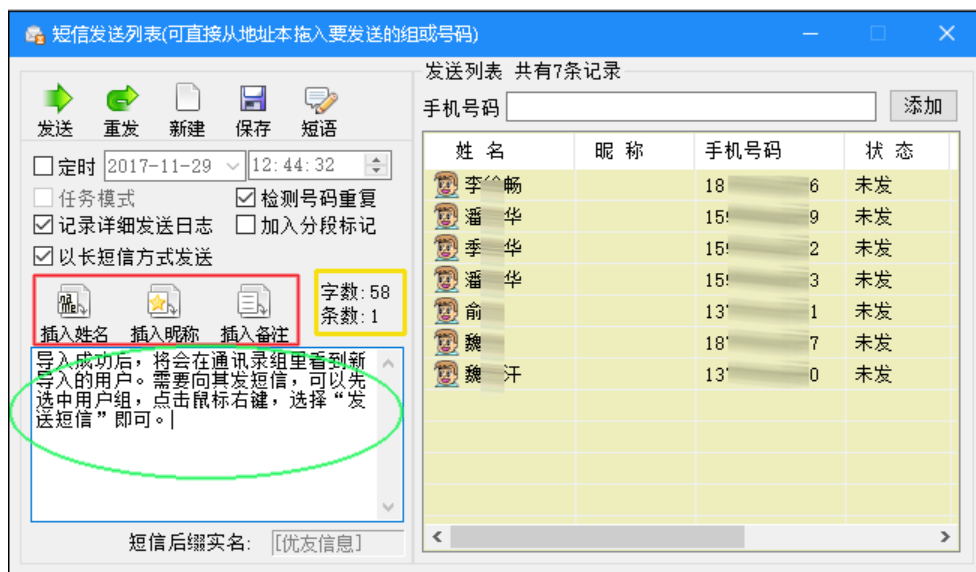 短信发送列表(可直接从地址本拖入要发送的组或号码)
发送 重发 新建 保存 短语
定时 2017-11-29 12:44:32
任务模式 检测号码重复
记录详细发送日志 加入分段标记
以长短信方式发送
插入姓名 插入昵称 插入备注
字数:58
条数:1
导入成功后，将会在通讯录组里看到新
导入的用户。需要向其发短信，可以先
选中用户组，点击鼠标右键，选择“发
送短信”即可。
短信后缀实名: [优友信息]
发送列表 共有7条记录
手机号码 添加
姓 名 昵 称 手机号码 状 态
李 畅 18 6 未发
潘 华 15 9 未发
季 华 15 2 未发
潘 华 15 3 未发
俞 13 1 未发
魏 18 7 未发
魏 汗 13 0 未发